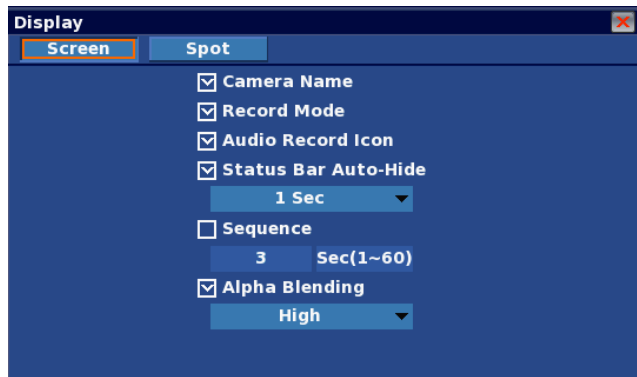 Display
Screen Spot
Camera Name
Record Mode
Audio Record Icon
Status Bar Auto-Hide
1 Sec
Sequence
3 Sec(1~60)
Alpha Blending
High